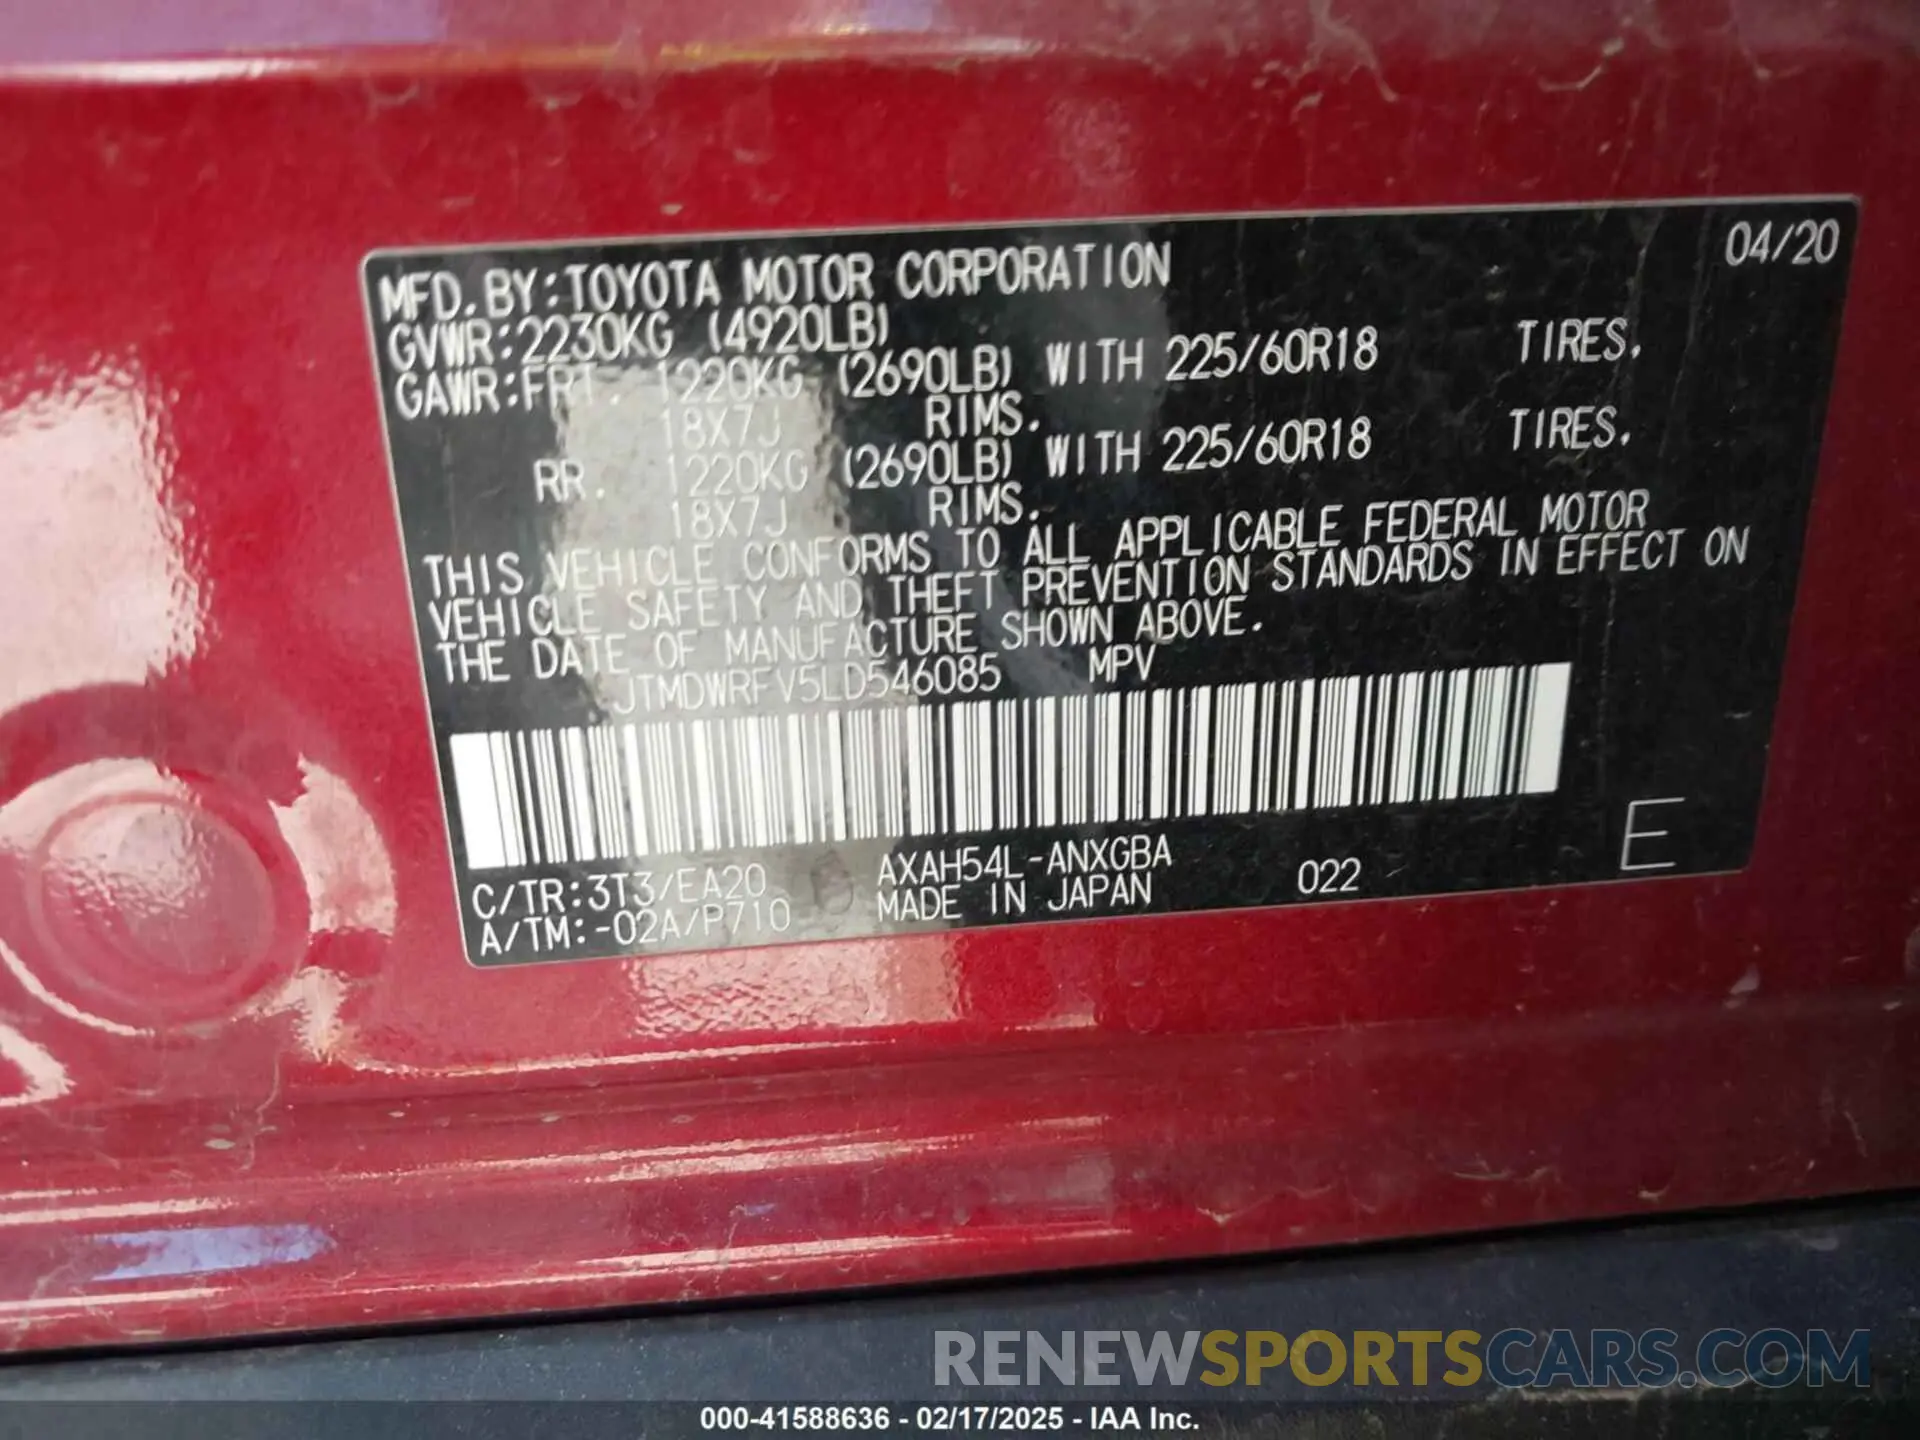 04/20
MFD.BY:TOYOTA MOTOR CORPORATION
GVWR:2230KG (4920LB)
GAWR:FRT. 1220KG (2690LB) WITH 225/60R18 TIRES,
18X7J RIMS.
RR. 1220KG (2690LB) WITH 225/60R18 TIRES,
18X7J RIMS.
THIS VEHICLE CONFORMS TO ALL APPLICABLE FEDERAL MOTOR
VEHICLE SAFETY AND THEFT PREVENTION STANDARDS IN EFFECT ON
THE DATE OF MANUFACTURE SHOWN ABOVE.
JTMDWRFV5LD546085 MPV
C/TR:3T3/EA20 AXAH54L-ANXGBA 022 E
A/TM:-02A/P710 MADE IN JAPAN
RENEWSPORTSCARS.COM
000-41588636 - 02/17/2025 - IAA Inc.